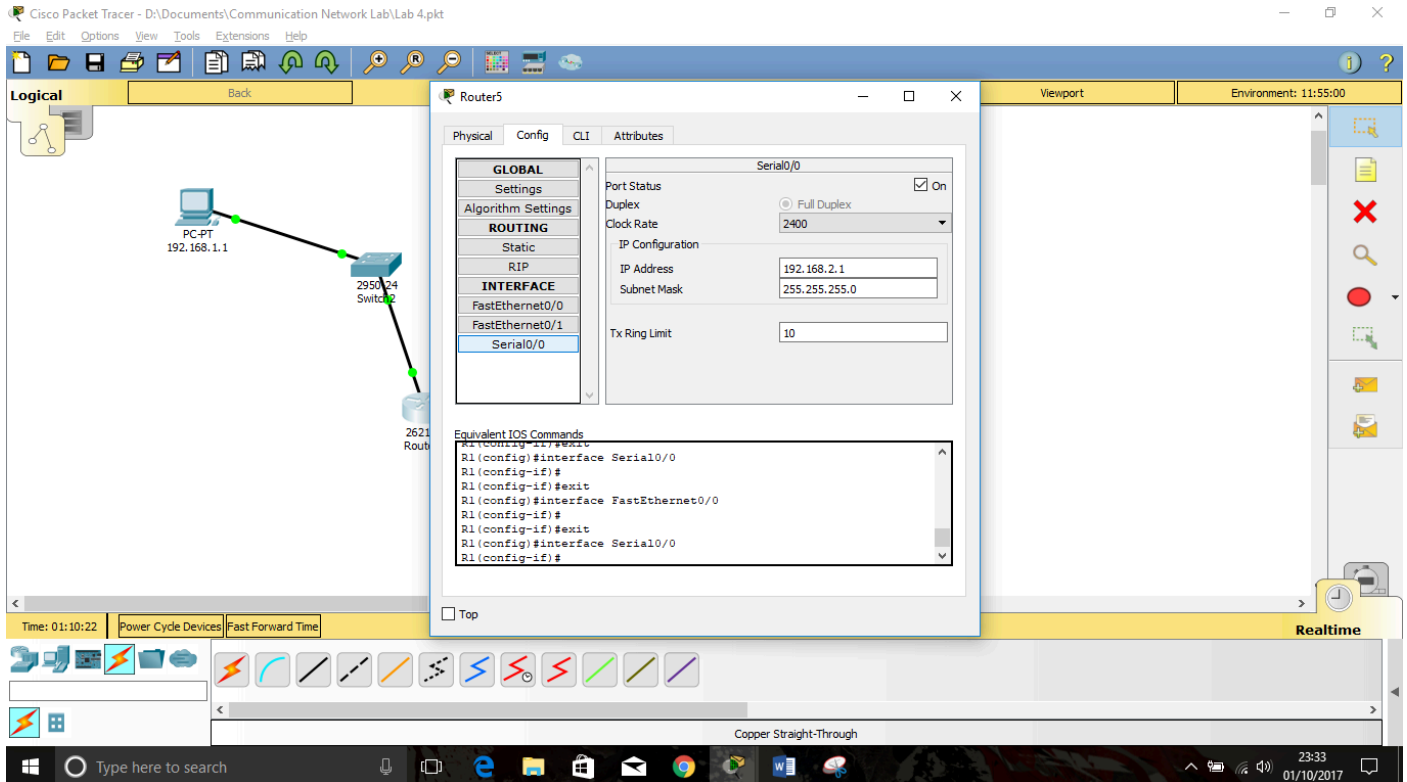 Cisco Packet Tracer - D:\Documents\Communication Network Lab\Lab 4.pkt
File Edit Options View Tools Extensions Help
Logical
Back
Viewport
Environment: 11:55:00
Router5
Physical Config CLI Attributes
GLOBAL
Settings
Algorithm Settings
ROUTING
Static
RIP
INTERFACE
FastEthernet0/0
FastEthernet0/1
Serial0/0
Serial0/0
Port Status
On
Duplex
Full Duplex
Clock Rate
2400
IP Configuration
IP Address
192.168.2.1
Subnet Mask
255.255.255.0
Tx Ring Limit
10
Equivalent IOS Commands
R1(config-if)#exit
R1(config)#interface Serial0/0
R1(config-if)#
R1(config-if)#exit
R1(config)#interface FastEthernet0/0
R1(config-if)#
R1(config-if)#exit
R1(config)#interface Serial0/0
R1(config-if)#
Top
PC-PT
192.168.1.1
2950-24
Switch2
2621
Rout
Time: 01:10:22
Power Cycle Devices
Fast Forward Time
Realtime
Copper Straight-Through
Type here to search
23:33
01/10/2017